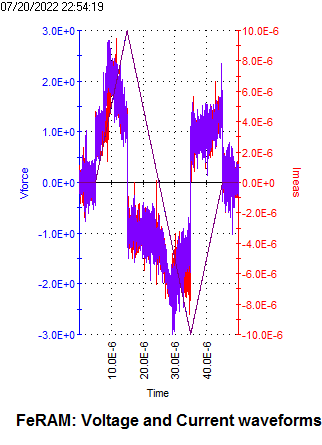 07/20/2022 22:54:19
3.0E+0
2.0E+0
1.0E+0
0.0E+0
-1.0E+0
-2.0E+0
-3.0E+0
Vforce
10.0E-6
8.0E-6
6.0E-6
4.0E-6
2.0E-6
0.0E+0
-2.0E-6
-4.0E-6
-6.0E-6
-8.0E-6
-10.0E-6
Imeas
10.0E-6
20.0E-6
30.0E-6
40.0E-6
Time
FeRAM: Voltage and Current waveforms